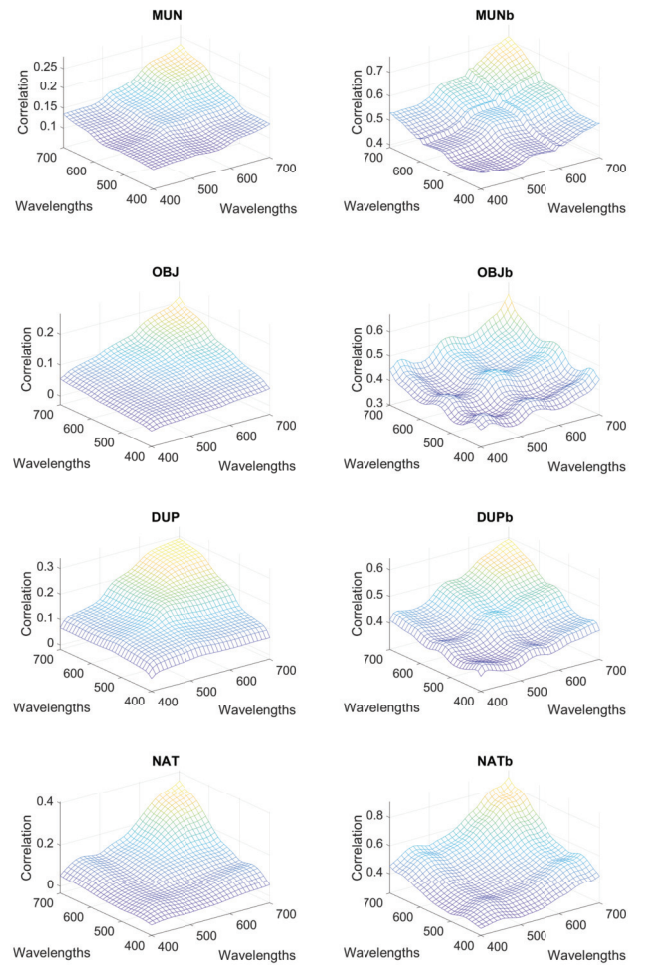 MUN
MUNb
Correlation
0.25
0.2
0.15
0.1
700
600
500
400
Wavelengths
400
500
600
700
Wavelengths
Correlation
0.7
0.6
0.5
0.4
700
600
500
400
Wavelengths
400
500
600
700
Wavelengths
OBJ
OBJb
Correlation
0.2
0.1
0
700
600
500
400
Wavelengths
400
500
600
700
Wavelengths
Correlation
0.6
0.5
0.4
0.3
700
600
500
400
Wavelengths
400
500
600
700
Wavelengths
DUP
DUPb
Correlation
0.3
0.2
0.1
0
700
600
500
400
Wavelengths
400
500
600
700
Wavelengths
Correlation
0.6
0.5
0.4
700
600
500
400
Wavelengths
400
500
600
700
Wavelengths
NAT
NATb
Correlation
0.4
0.2
0
700
600
500
400
Wavelengths
400
500
600
700
Wavelengths
Correlation
0.8
0.6
0.4
700
600
500
400
Wavelengths
400
500
600
700
Wavelengths